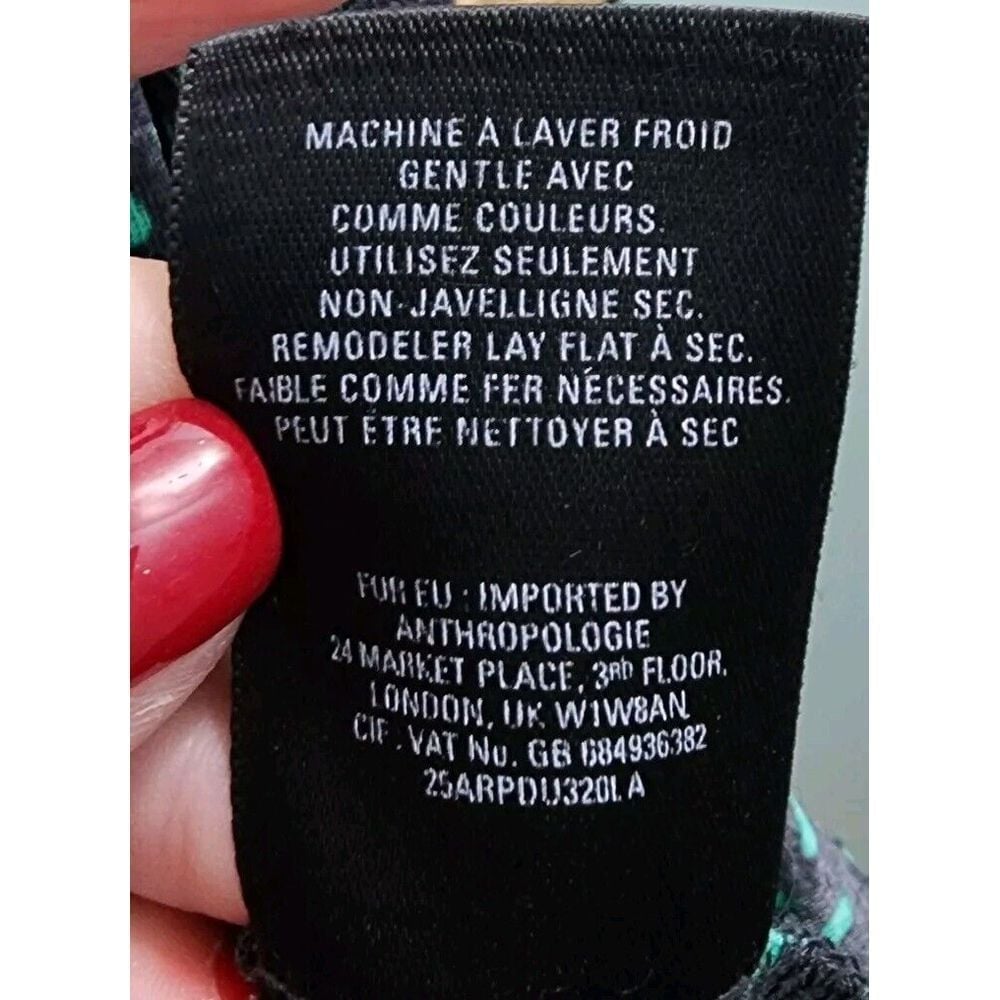 MACHINE A LAVER FROID
GENTLE AVEC
COMME COULEURS.
UTILISEZ SEULEMENT
NON-JAVELLIGNE SEC.
REMODELER LAY FLAT À SEC.
FAIBLE COMME FER NÉCESSAIRES.
PEUT ÊTRE NETTOYER À SEC
FUR EU : IMPORTED BY
ANTHROPOLOGIE
24 MARKET PLACE, 3RD FLOOR,
LONDON, UK W1W8AN
CIF. VAT No. GB 684936382
25ARPDU320LA